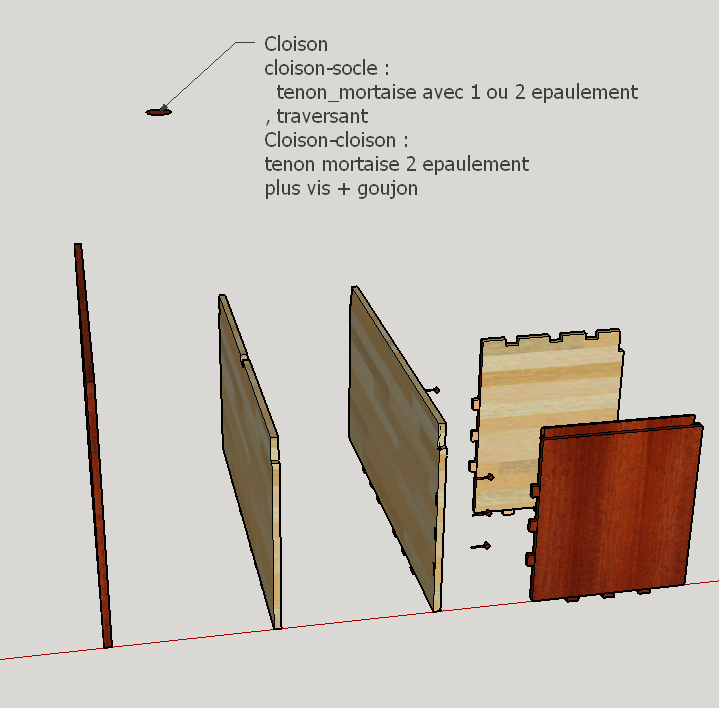 Cloison
cloison-socle :
tenon_mortaise avec 1 ou 2 epaulement
, traversant
Cloison-cloison :
tenon mortaise 2 epaulement
plus vis + goujon